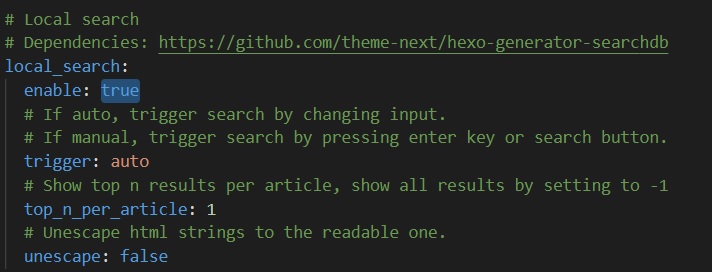 # Local search
# Dependencies: https://github.com/theme-next/hexo-generator-searchdb
local_search:
  enable: true
  # If auto, trigger search by changing input.
  # If manual, trigger search by pressing enter key or search button.
  trigger: auto
  # Show top n results per article, show all results by setting to -1
  top_n_per_article: 1
  # Unescape html strings to the readable one.
  unescape: false